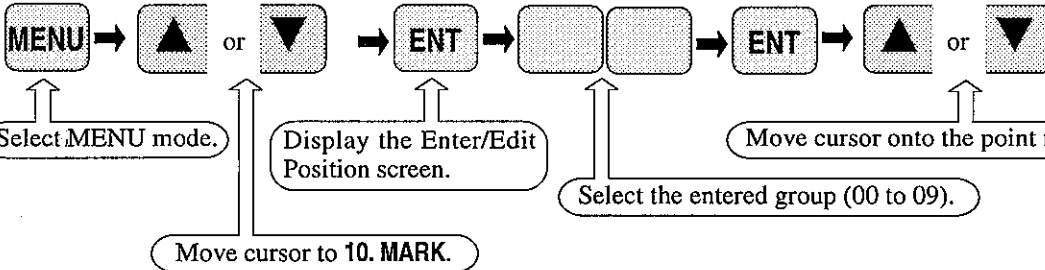 MENU ➡ ▲ or ▼ ➡ ENT ➡ ➡ ENT ➡ ▲ or ▼
Select MENU mode.
Display the Enter/Edit
Position screen.
Move cursor onto the point
Select the entered group (00 to 09).
Move cursor to 10. MARK.